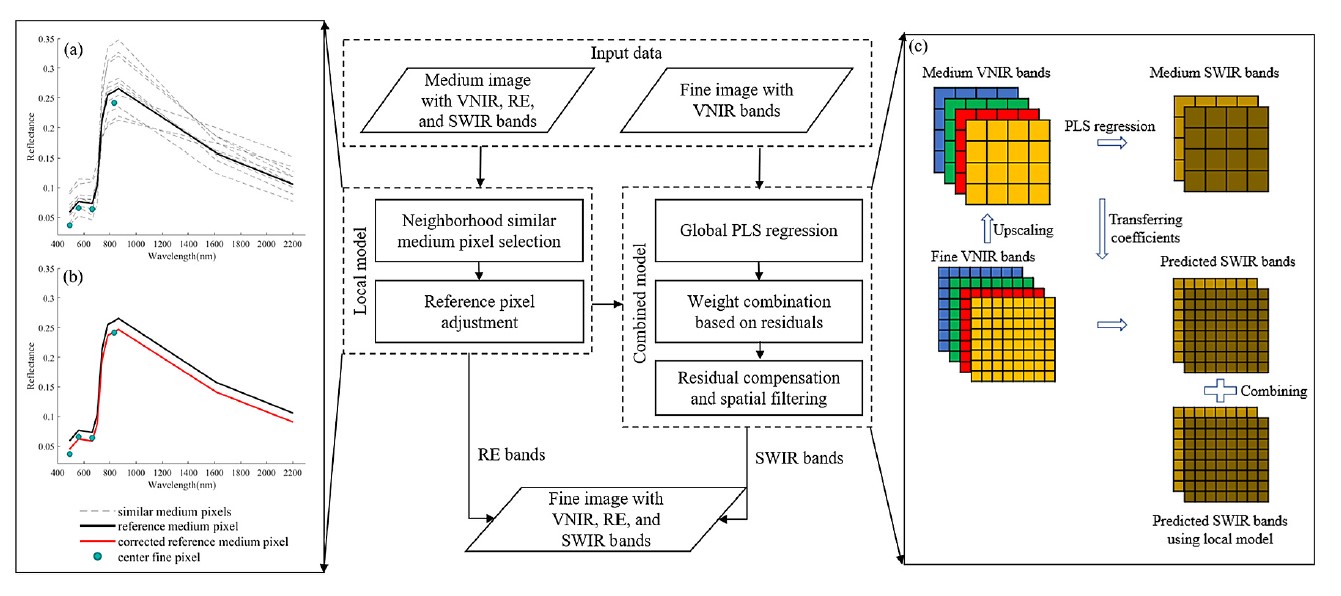 (a)
0.35
0.3
0.25
0.2
0.15
0.1
0.05
Reflectance
400 600 800 1000 1200 1400 1600 1800 2000 2200
Wavelength(nm)
(b)
0.35
0.3
0.25
0.2
0.15
0.1
0.05
Reflectance
400 600 800 1000 1200 1400 1600 1800 2000 2200
Wavelength(nm)
similar medium pixels
reference medium pixel
corrected reference medium pixel
center fine pixel
Input data
Medium image
with VNIR, RE,
and SWIR bands
Fine image with
VNIR bands
Local model
Neighborhood similar
medium pixel selection
Reference pixel
adjustment
Combined model
Global PLS regression
Weight combination
based on residuals
Residual compensation
and spatial filtering
RE bands
SWIR bands
Fine image with
VNIR, RE, and
SWIR bands
(c)
Medium VNIR bands
Medium SWIR bands
PLS regression
Upscaling
Transferring
coefficients
Fine VNIR bands
Predicted SWIR bands
Combining
Predicted SWIR bands
using local model